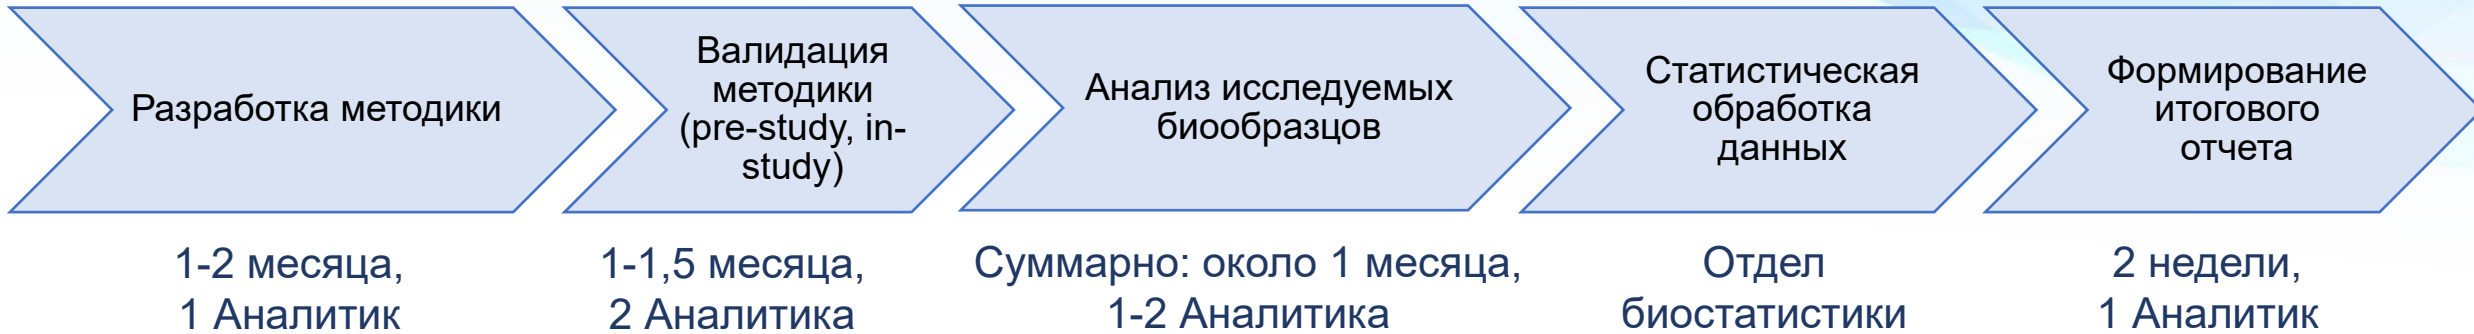 Разработка методики
Валидация
методики
(pre-study, in-
study)
Анализ исследуемых
биообразцов
Статистическая
обработка
данных
Формирование
итогового
отчета
1-2 месяца,
1 Аналитик
1-1,5 месяца,
2 Аналитика
Суммарно: около 1 месяца,
1-2 Аналитика
Отдел
биостатистики
2 недели,
1 Аналитик